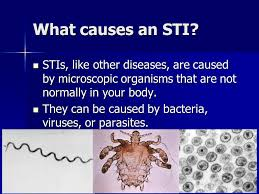 What causes an STI?
STIs, like other diseases, are caused
by microscopic organisms that are not
normally in your body.
They can be caused by bacteria,
viruses, or parasites.